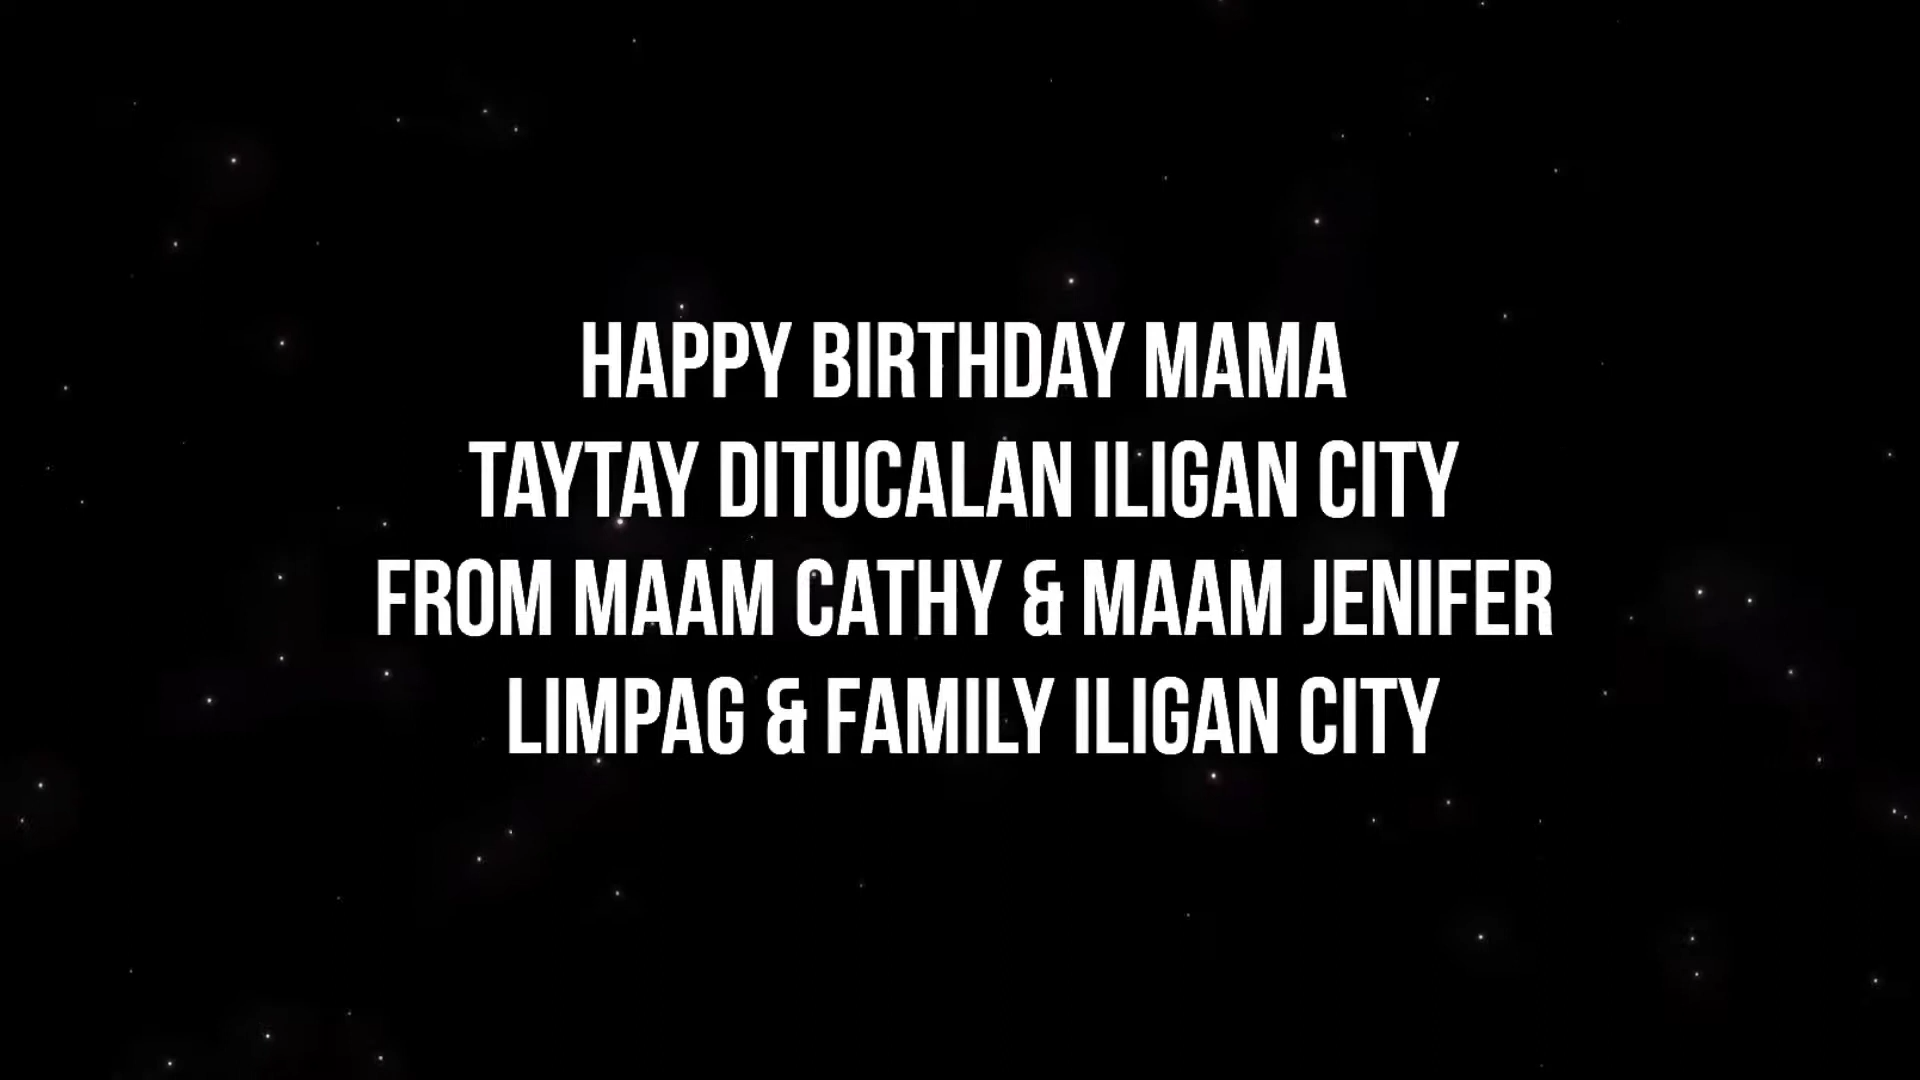 HAPPY BIRTHDAY MAMA
TAYTAY DITUCALAN ILIGAN CITY
FROM MAAM CATHY & MAAM JENIFER
LIMPAG & FAMILY ILIGAN CITY